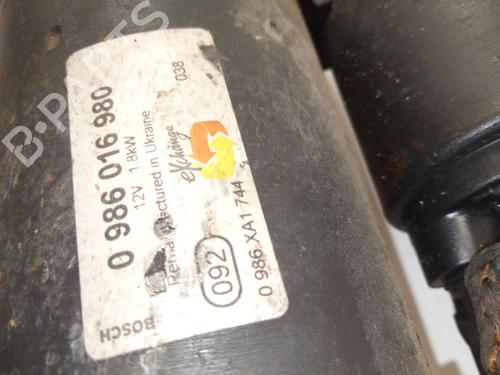 BOSCH
0 986 016 980
12V 1.8KW
Remanufactured in Ukraine
eXchange
038
092
0 986 XA1 744
B-PARTS